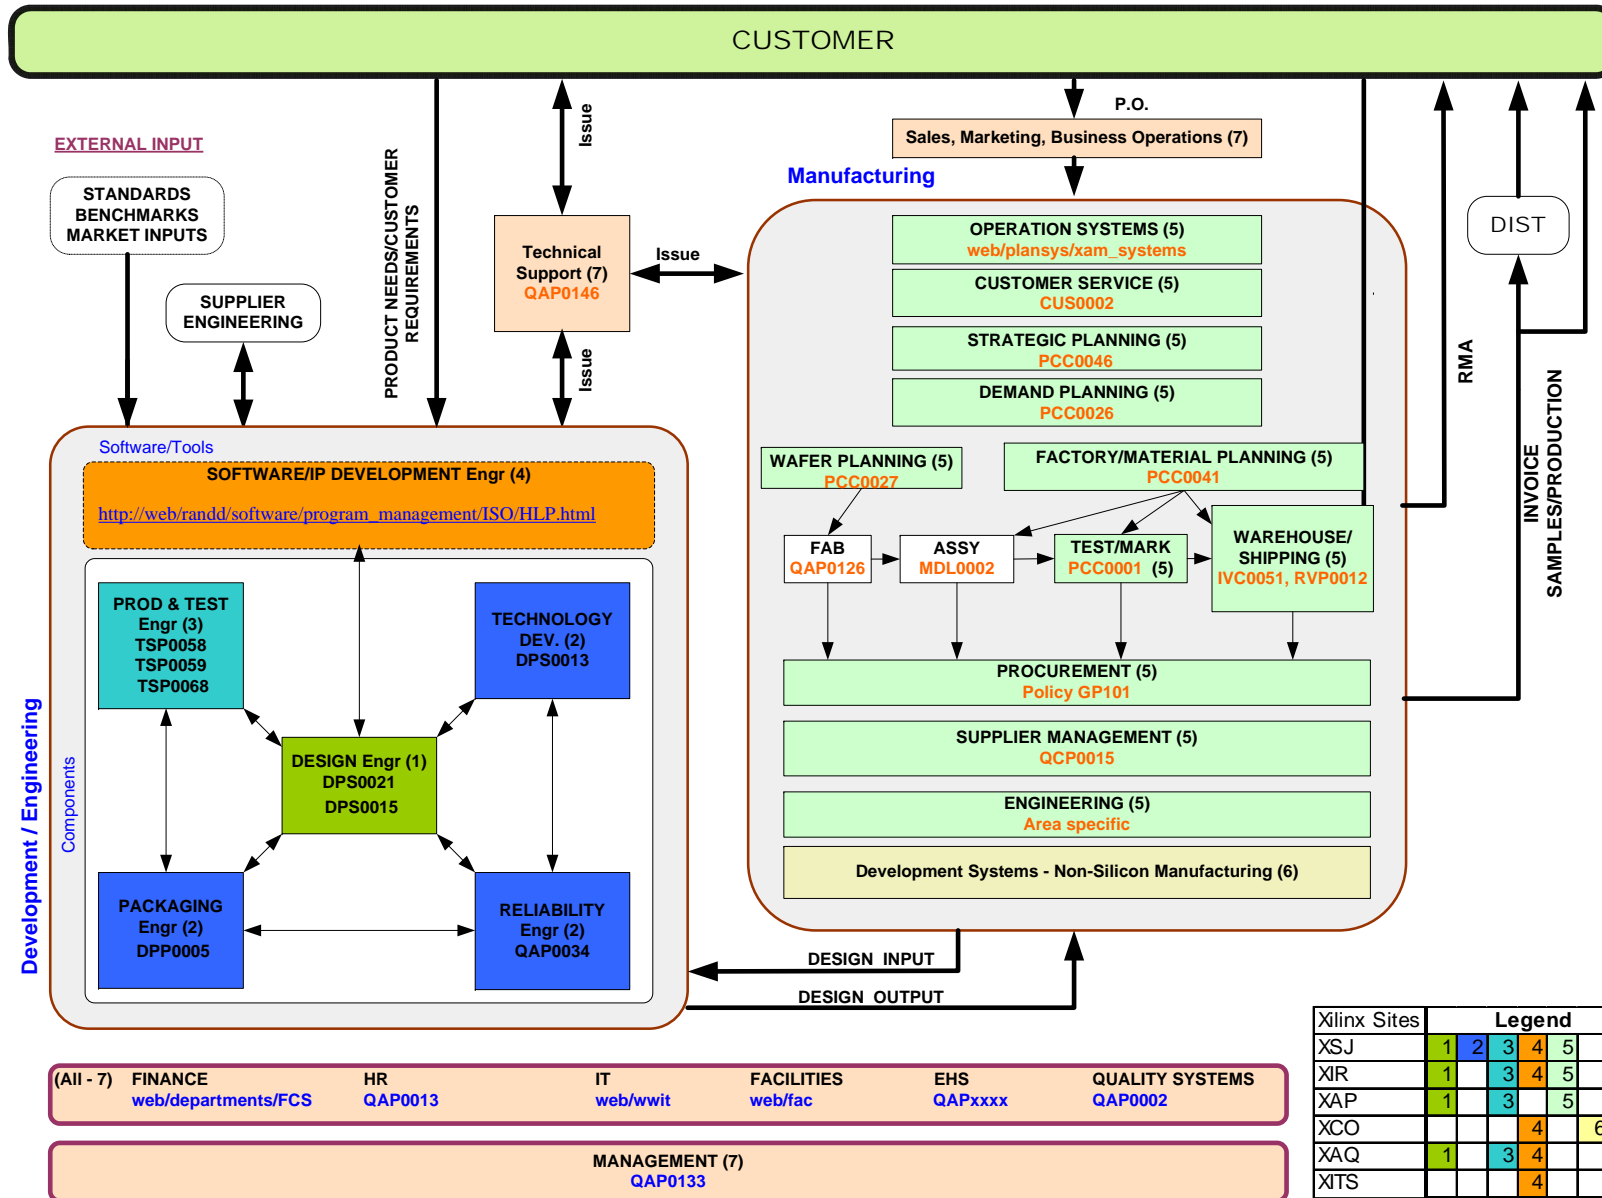 CUSTOMER
P.O.
Issue
Sales, Marketing, Business Operations (7)
EXTERNAL INPUT
Manufacturing
STANDARDS
BENCHMARKS
MARKET INPUTS
PRODUCT NEEDS/CUSTOMER
REQUIREMENTS
Technical
Support (7)
QAP0146
Issue
OPERATION SYSTEMS (5)
web/plansys/xam_systems
DIST
CUSTOMER SERVICE (5)
CUS0002
SUPPLIER
ENGINEERING
STRATEGIC PLANNING (5)
PCC0046
Issue
RMA
DEMAND PLANNING (5)
PCC0026
INVOICE
SAMPLES/PRODUCTION
Software/Tools
SOFTWARE/IP DEVELOPMENT Engr (4)
http://web/randd/software/program_management/ISO/HLP.html
WAFER PLANNING (5)
PCC0027
FACTORY/MATERIAL PLANNING (5)
PCC0041
FAB
QAP0126
ASSY
MDL0002
TEST/MARK
PCC0001 (5)
WAREHOUSE/
SHIPPING (5)
IVC0051, RVP0012
PROD & TEST
Engr (3)
TSP0058
TSP0059
TSP0068
TECHNOLOGY
DEV. (2)
DPS0013
PROCUREMENT (5)
Policy GP101
Development / Engineering
Components
DESIGN Engr (1)
DPS0021
DPS0015
SUPPLIER MANAGEMENT (5)
QCP0015
ENGINEERING (5)
Area specific
Development Systems - Non-Silicon Manufacturing (6)
PACKAGING
Engr (2)
DPP0005
RELIABILITY
Engr (2)
QAP0034
DESIGN INPUT
DESIGN OUTPUT
Xilinx Sites Legend
XSJ 1 2 3 4 5
XIR 1 3 4 5
XAP 1 3 5
XCO 4 6
XAQ 1 3 4
XITS 4
(All - 7) FINANCE HR IT FACILITIES EHS QUALITY SYSTEMS
web/departments/FCS QAP0013 web/wwit web/fac QAPxxxx QAP0002
MANAGEMENT (7)
QAP0133